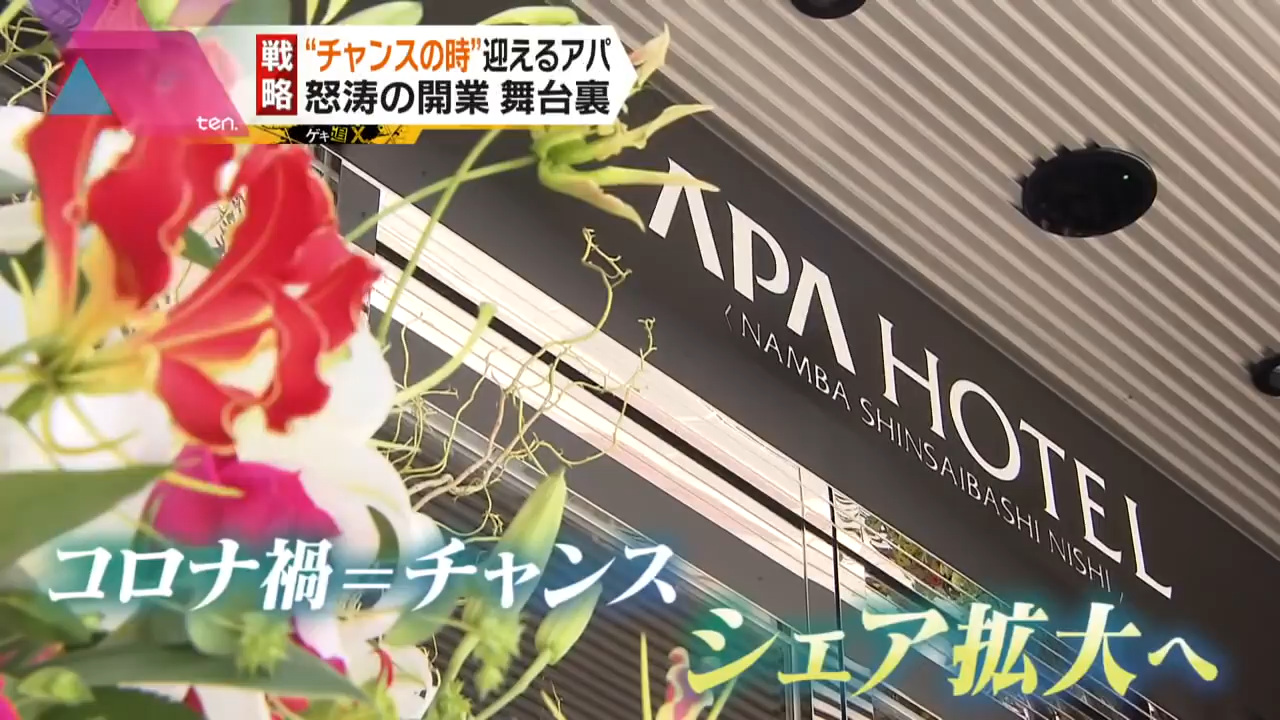 戦略
“チャンスの時”迎えるアパ
怒涛の開業 舞台裏
ten.
ゲキ追X
APA HOTEL
〈 NAMBA SHINSAIBASHI NISHI 〉
コロナ禍=チャンス
シェア拡大へ